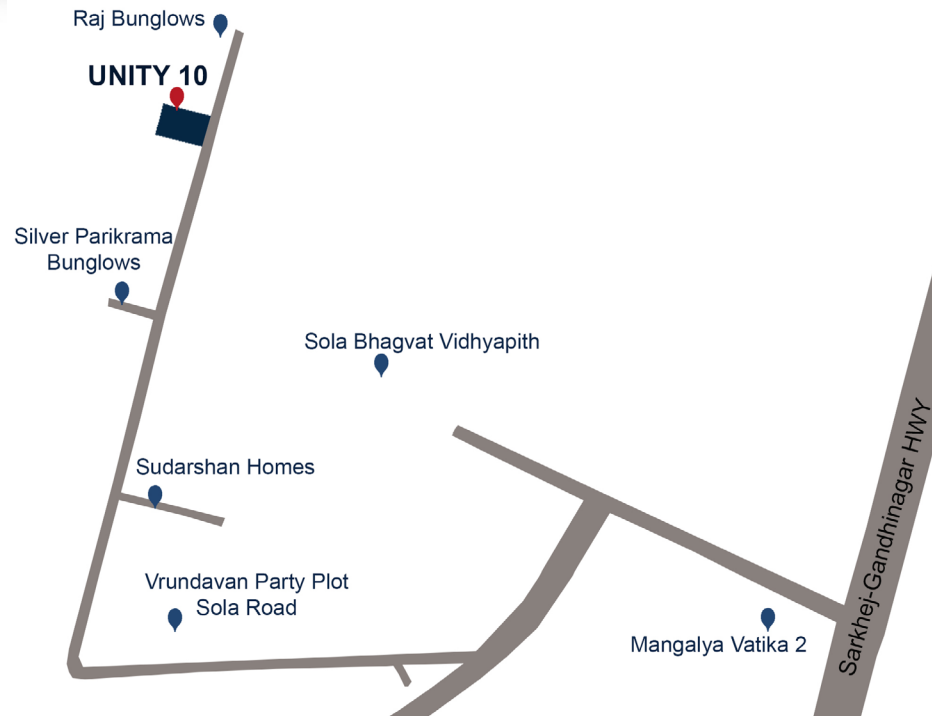 Raj Bunglows
UNITY 10
Silver Parikrama
Bunglows
Sola Bhagvat Vidhyapith
Sarkhej-Gandhinagar HWY
Sudarshan Homes
Vrundavan Party Plot
Sola Road
Mangalya Vatika 2